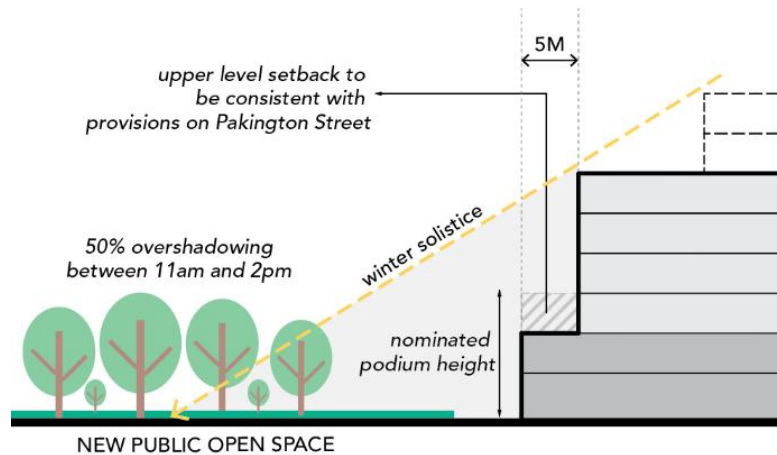 5M
upper level setback to
be consistent with
provisions on Pakington Street
winter solistice
50% overshadowing
between 11am and 2pm
nominated
podium height
NEW PUBLIC OPEN SPACE